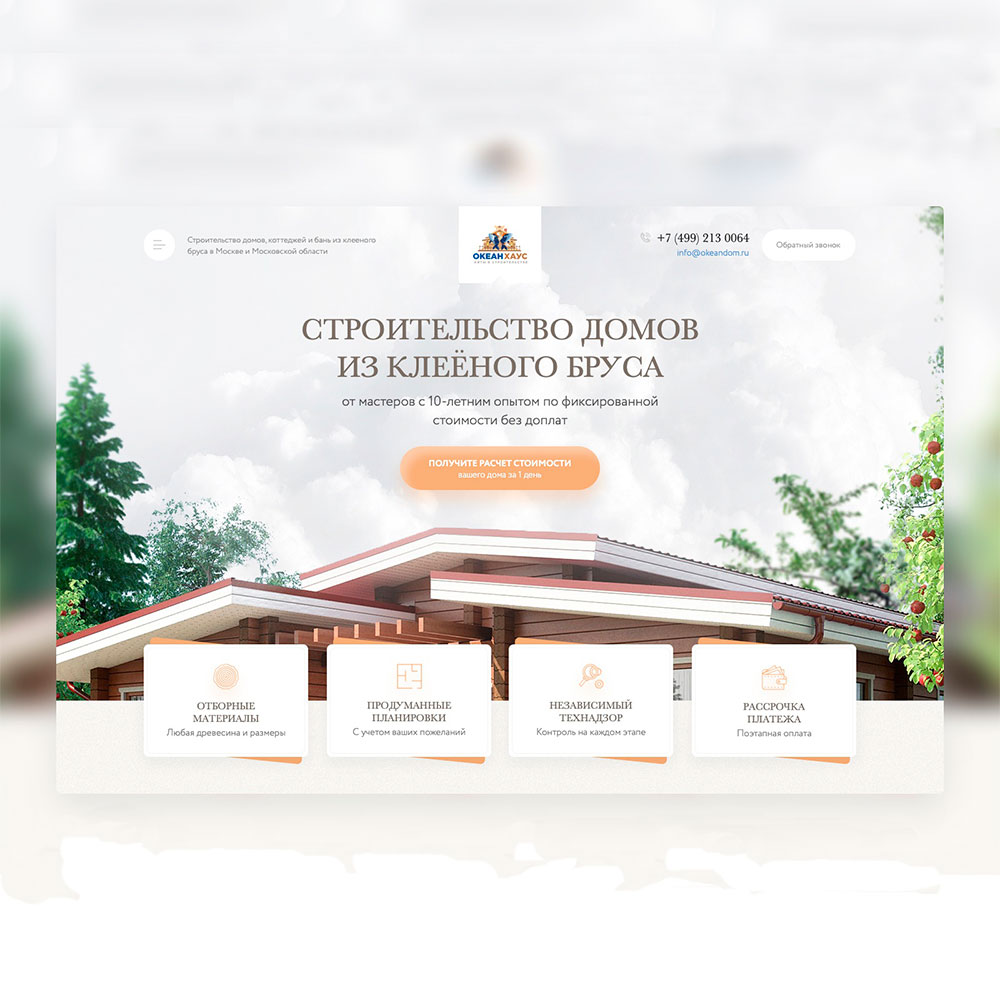 Строительство домов, коттеджей и бань из клееного
бруса в Москве и Московской области
ОКЕАН ХАУС
+7 (499) 213 0064
info@okeandom.ru
Обратный звонок
СТРОИТЕЛЬСТВО ДОМОВ
ИЗ КЛЕЁНОГО БРУСА
от мастеров с 10-летним опытом по фиксированной
стоимости без доплат
ПОЛУЧИТЕ РАСЧЕТ СТОИМОСТИ
вашего дома за 1 день
ОТБОРНЫЕ
МАТЕРИАЛЫ
Любая древесина и размеры
ПРОДУМАННЫЕ
ПЛАНИРОВКИ
С учетом ваших пожеланий
НЕЗАВИСИМЫЙ
ТЕХНАДЗОР
Контроль на каждом этапе
РАССРОЧКА
ПЛАТЕЖА
Поэтапная оплата